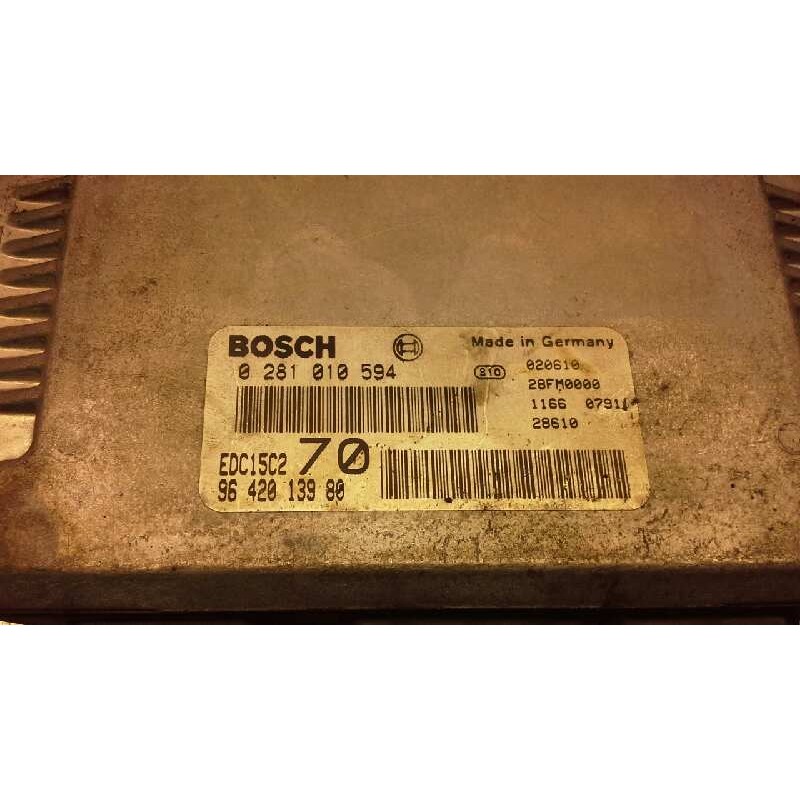 BOSCH Made in Germany
0 281 010 594 810 020610
28FM0000
1166 0791
28610
EDC15C2 70
96 420 139 80